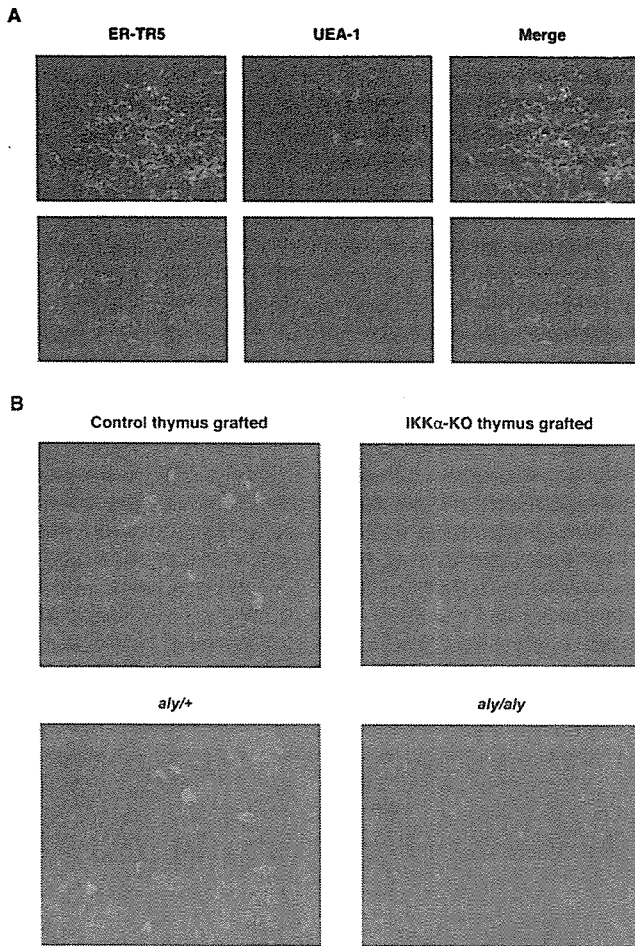 A
ER-TR5 UEA-1 Merge
B
Control thymus grafted IKKα-KO thymus grafted
aly/+ aly/aly